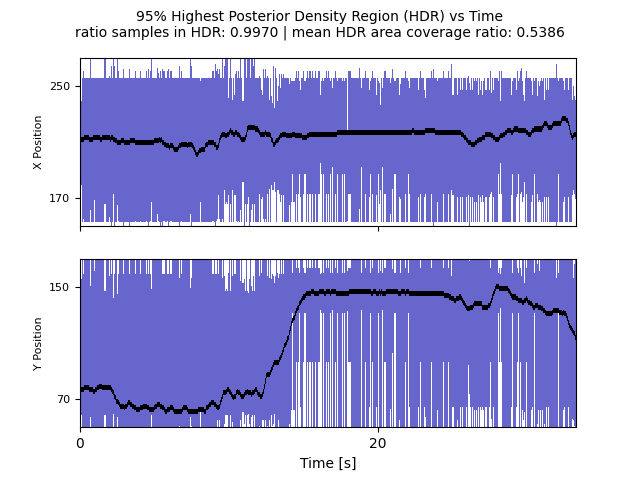 95% Highest Posterior Density Region (HDR) vs Time
ratio samples in HDR: 0.9970 | mean HDR area coverage ratio: 0.5386
250
170
X Position
150
70
Y Position
0
20
Time [s]